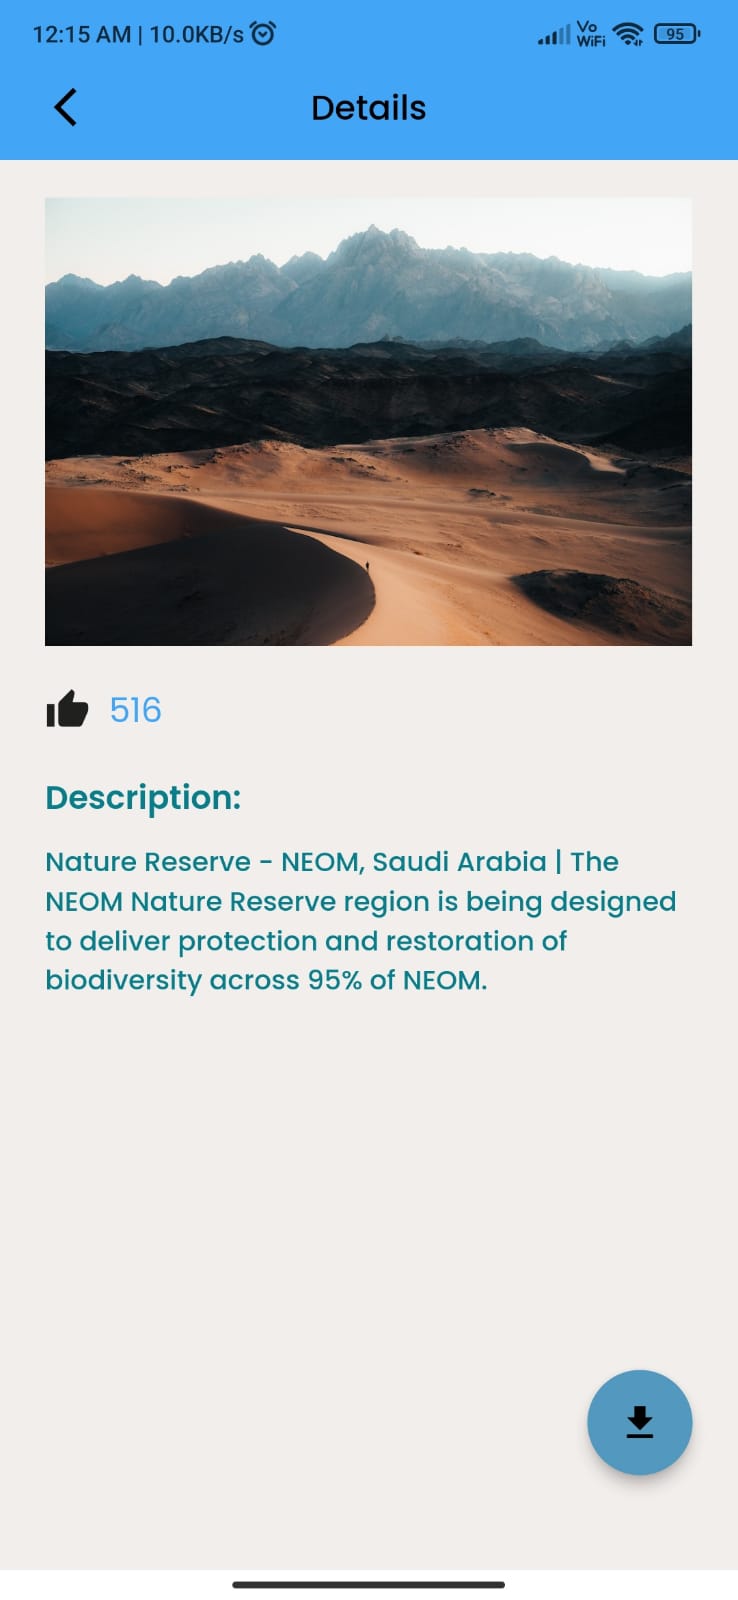 12:15 AM | 10.0KB/s
Vo
WiFi
95
Details
516
Description:
Nature Reserve - NEOM, Saudi Arabia | The
NEOM Nature Reserve region is being designed
to deliver protection and restoration of
biodiversity across 95% of NEOM.